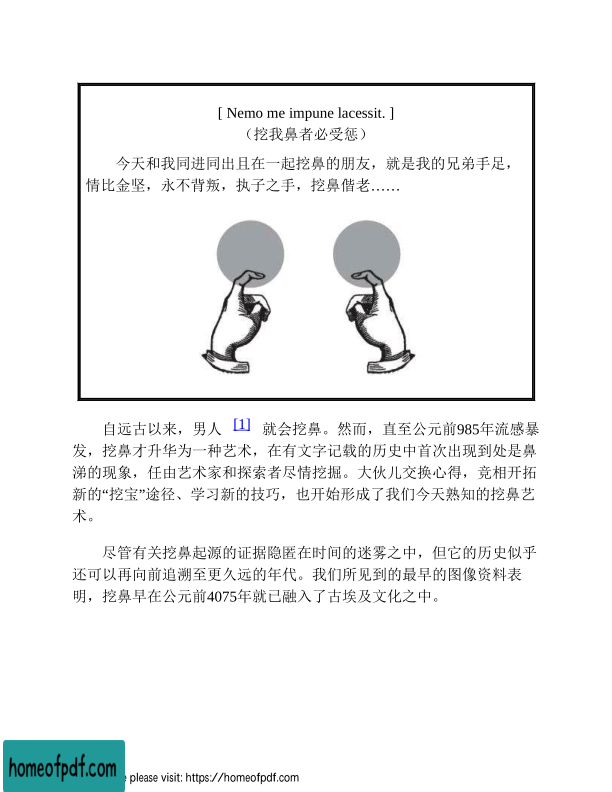 [ Nemo me impune lacessit. ]
（挖我鼻者必受惩）
今天和我同进同出且在一起挖鼻的朋友，就是我的兄弟手足，
情比金坚，永不背叛，执子之手，挖鼻偕老……
自远古以来，男人 [1] 就会挖鼻。然而，直至公元前985年流感暴
发，挖鼻才升华为一种艺术，在有文字记载的历史中首次出现到处是鼻
涕的现象，任由艺术家和探索者尽情挖掘。大伙儿交换心得，竞相开拓
新的“挖宝”途径、学习新的技巧，也开始形成了我们今天熟知的挖鼻艺
术。
尽管有关挖鼻起源的证据隐匿在时间的迷雾之中，但它的历史似乎
还可以再向前追溯至更久远的年代。我们所见到的最早的图像资料表
明，挖鼻早在公元前4075年就已融入了古埃及文化之中。
homeofpdf.com
e please visit: https://homeofpdf.com